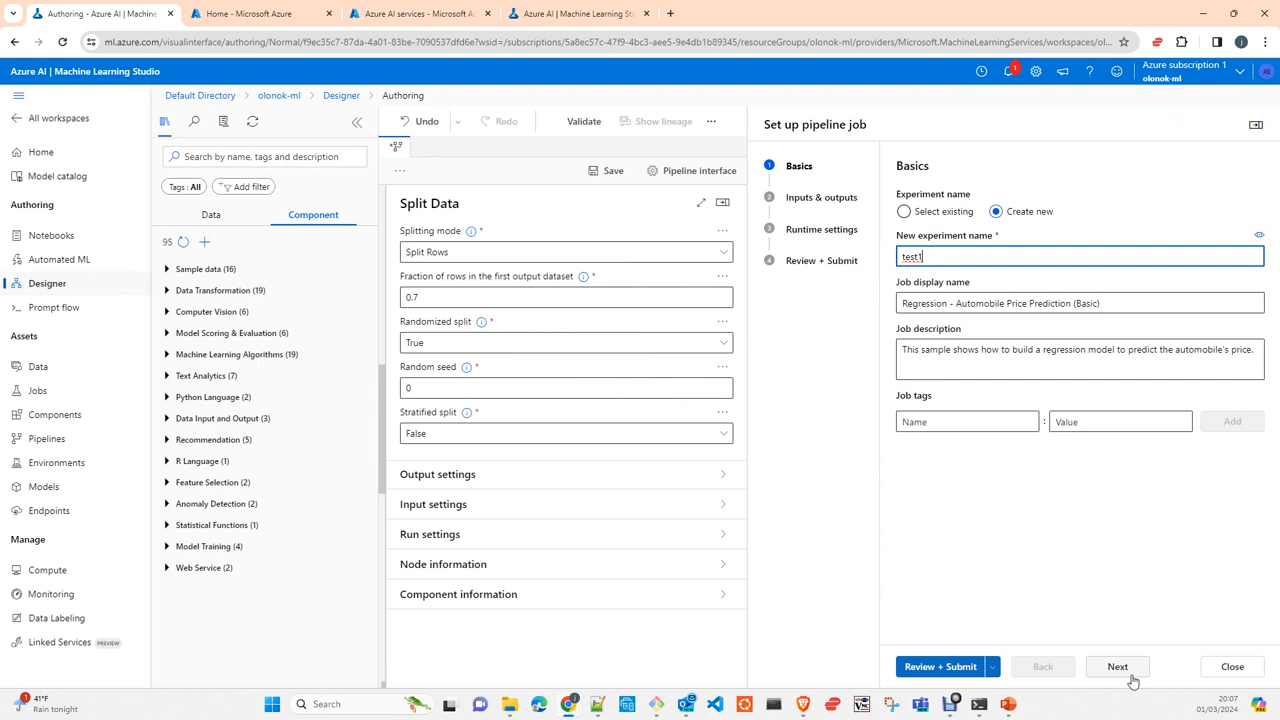 Authoring - Azure AI | Machine
Home - Microsoft Azure
Azure AI services - Microsoft A
Azure AI | Machine Learning Stu
ml.azure.com/visualinterface/authoring/Normal/f9ec35c7-87da-4a01-83be-7090537dfd6e?wsid=/subscriptions/5a8ec57c-47f9-4bc3-aee5-9e4db1b89345/resourceGroups/olonok-ml/providers/Microsoft.MachineLearningServices/workspaces/ol...
Azure AI | Machine Learning Studio
1
Azure subscription 1
olonok-ml
JG
All workspaces
Home
Model catalog
Authoring
Notebooks
Automated ML
Designer
Prompt flow
Assets
Data
Jobs
Components
Pipelines
Environments
Models
Endpoints
Manage
Compute
Monitoring
Data Labeling
Linked Services PREVIEW
Default Directory > olonok-ml > Designer > Authoring
Search by name, tags and description
Tags : All
Add filter
Data
Component
95
Sample data (16)
Data Transformation (19)
Computer Vision (6)
Model Scoring & Evaluation (6)
Machine Learning Algorithms (19)
Text Analytics (7)
Python Language (2)
Data Input and Output (3)
Recommendation (5)
R Language (1)
Feature Selection (2)
Anomaly Detection (2)
Statistical Functions (1)
Model Training (4)
Web Service (2)
Undo
Redo
Validate
Show lineage
...
...
Save
Pipeline interface
Split Data
Splitting mode *
Split Rows
Fraction of rows in the first output dataset *
0.7
Randomized split *
True
Random seed *
0
Stratified split *
False
Output settings
Input settings
Run settings
Node information
Component information
Set up pipeline job
1 Basics
2 Inputs & outputs
3 Runtime settings
4 Review + Submit
Basics
Experiment name
Select existing
Create new
New experiment name *
test1
Job display name
Regression - Automobile Price Prediction (Basic)
Job description
This sample shows how to build a regression model to predict the automobile's price.
Job tags
Name
:
Value
Add
Review + Submit
Back
Next
Close
1
41°F
Rain tonight
Search
20:07
01/03/2024